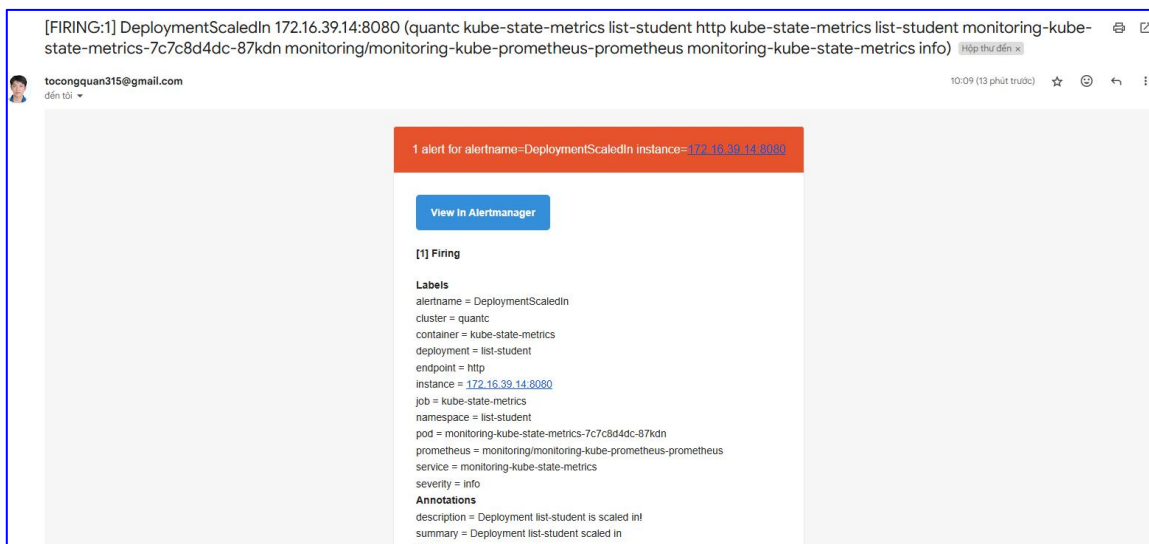 [FIRING:1] DeploymentScaledIn 172.16.39.14:8080 (quantc kube-state-metrics list-student http kube-state-metrics list-student monitoring-kube-
state-metrics-7c7c8d4dc-87kdn monitoring/monitoring-kube-prometheus-prometheus monitoring-kube-state-metrics info) Hộp thư đến ×
tocongquan315@gmail.com 10:09 (13 phút trước)
đến tôi
1 alert for alertname=DeploymentScaledIn instance=172.16.39.14:8080
View In Alertmanager
[1] Firing
Labels
alertname = DeploymentScaledIn
cluster = quantc
container = kube-state-metrics
deployment = list-student
endpoint = http
instance = 172.16.39.14:8080
job = kube-state-metrics
namespace = list-student
pod = monitoring-kube-state-metrics-7c7c8d4dc-87kdn
prometheus = monitoring/monitoring-kube-prometheus-prometheus
service = monitoring-kube-state-metrics
severity = info
Annotations
description = Deployment list-student is scaled in!
summary = Deployment list-student scaled in